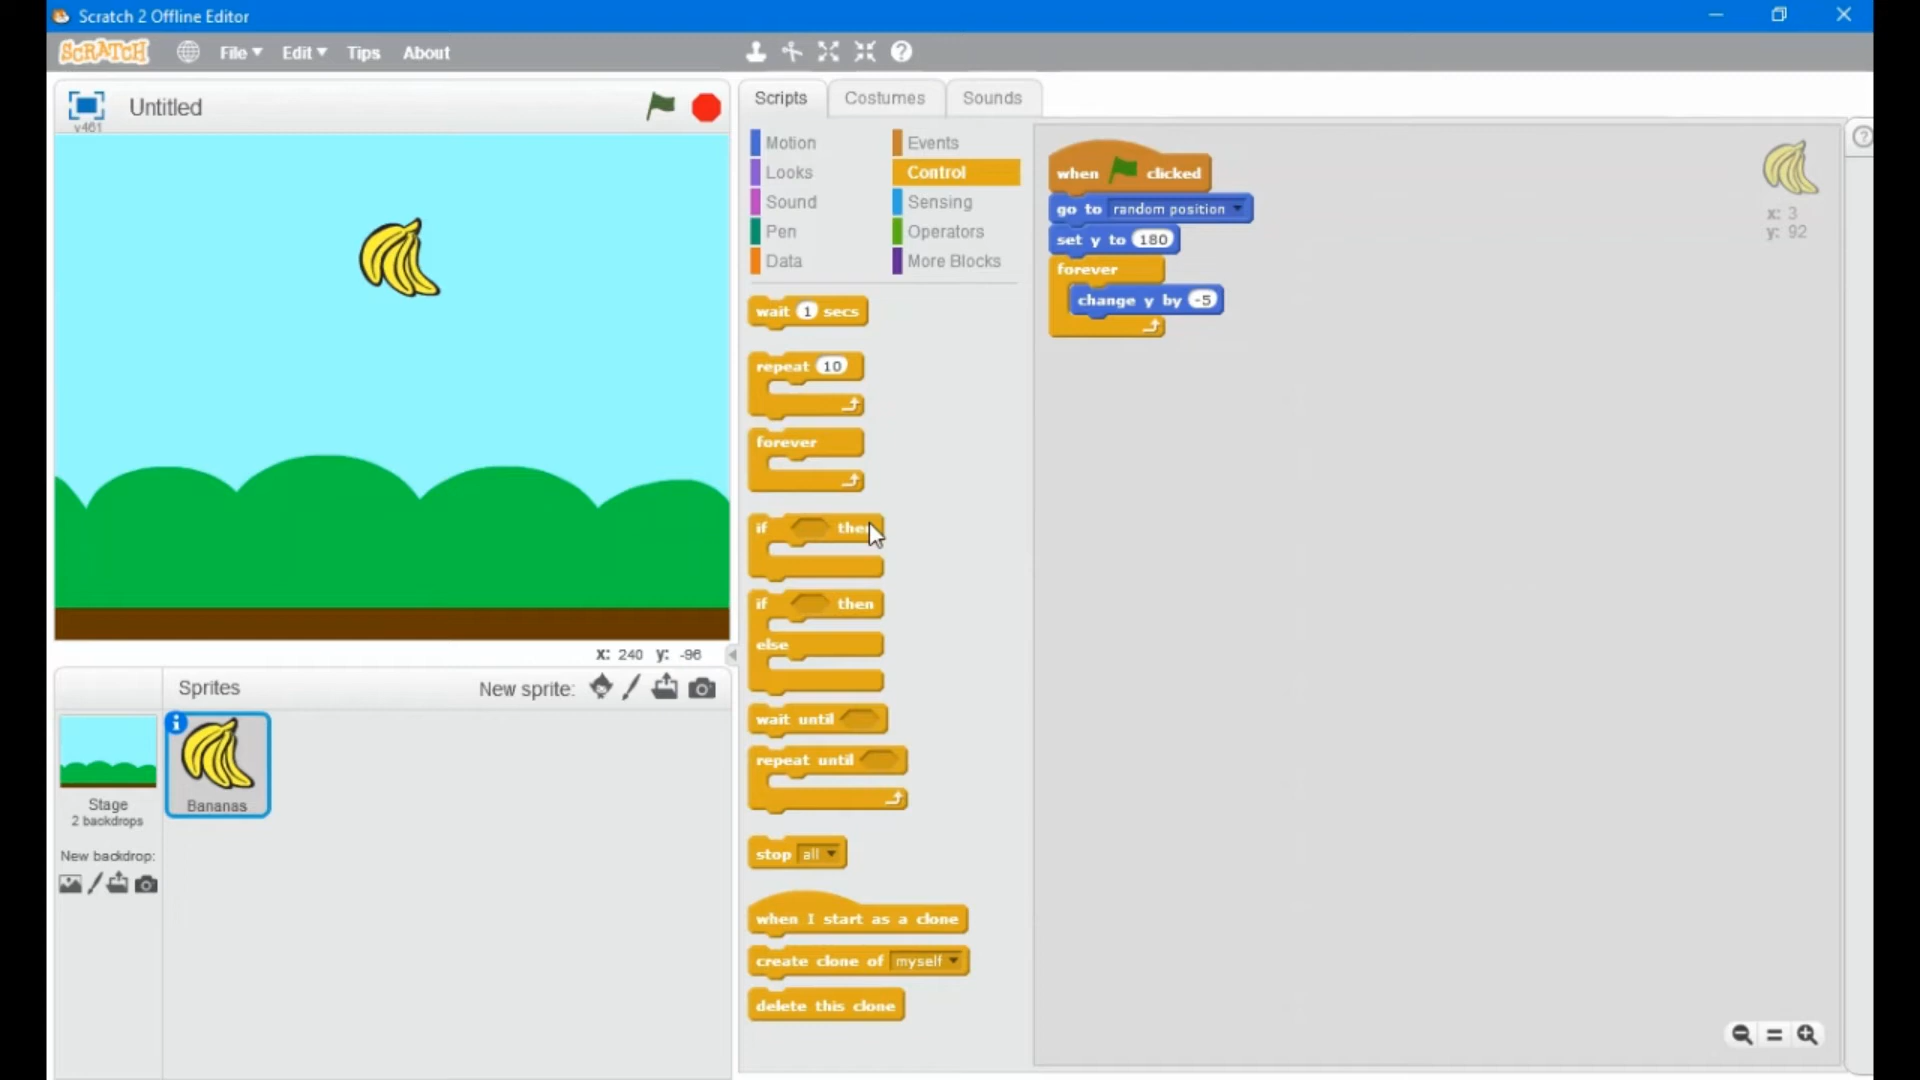 Scratch 2 Offline Editor
SCRATCH File Edit Tips About
Untitled
v461
Scripts Costumes Sounds
Motion Events
Looks Control
Sound Sensing
Pen Operators
Data More Blocks
wait 1 secs
repeat 10
forever
if then
if then
else
wait until
repeat until
stop all
when I start as a clone
create clone of myself
delete this clone
when clicked
go to random position
set y to 180
forever
change y by -5
x: 3
y: 92
x: 240 y: -96
Sprites New sprite:
Stage
2 backdrops
New backdrop:
Bananas